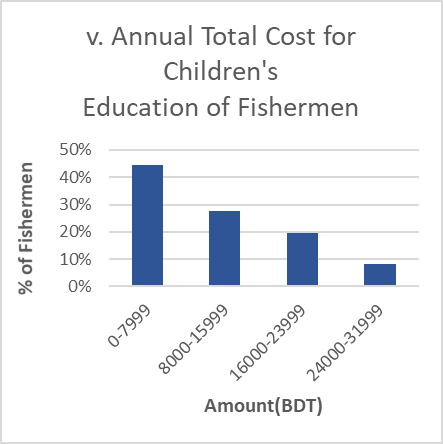 v. Annual Total Cost for
Children's
Education of Fishermen
% of Fishermen
50%
40%
30%
20%
10%
0%
0-7999
8000-15999
16000-23999
24000-31999
Amount(BDT)